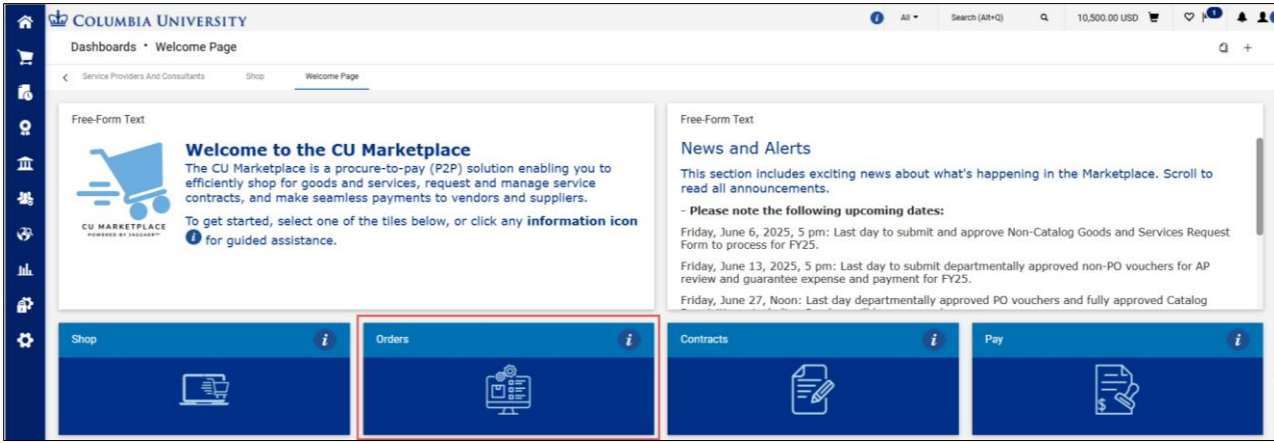 COLUMBIA UNIVERSITY
All
Search (Alt+Q)
10,500.00 USD
1
Dashboards • Welcome Page
Service Providers And Consultants
Shop
Welcome Page
Free-Form Text
Welcome to the CU Marketplace
The CU Marketplace is a procure-to-pay (P2P) solution enabling you to
efficiently shop for goods and services, request and manage service
contracts, and make seamless payments to vendors and suppliers.
To get started, select one of the tiles below, or click any information icon
i for guided assistance.
CU MARKETPLACE
POWERED BY JAGGAER
Free-Form Text
News and Alerts
This section includes exciting news about what's happening in the Marketplace. Scroll to
read all announcements.
- Please note the following upcoming dates:
Friday, June 6, 2025, 5 pm: Last day to submit and approve Non-Catalog Goods and Services Request
Form to process for FY25.
Friday, June 13, 2025, 5 pm: Last day to submit departmentally approved non-PO vouchers for AP
review and guarantee expense and payment for FY25.
Friday, June 27, Noon: Last day departmentally approved PO vouchers and fully approved Catalog
Shop
Orders
Contracts
Pay